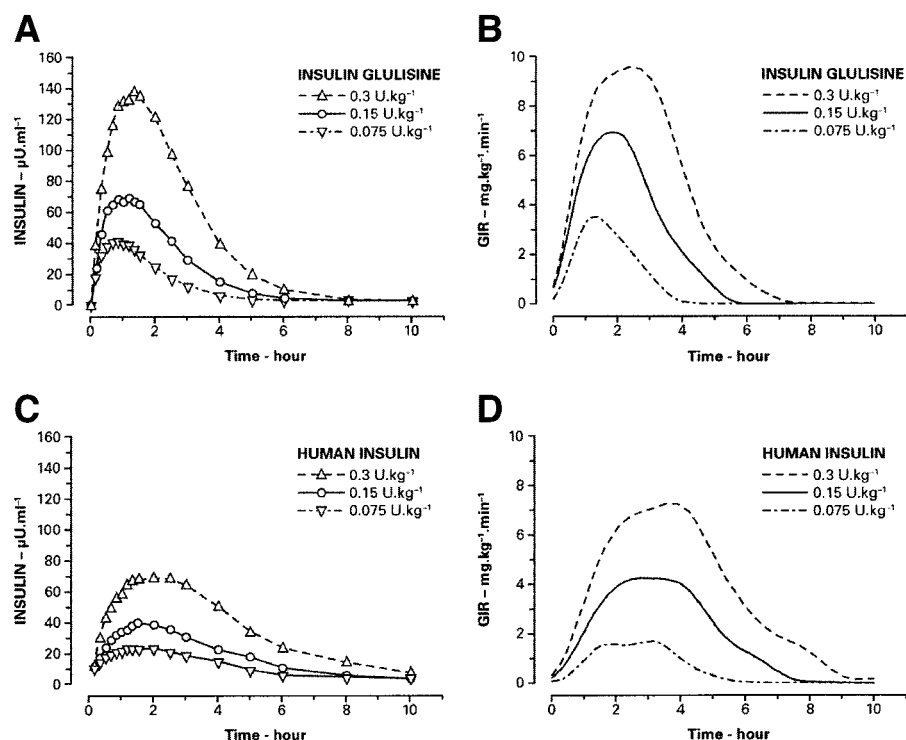 A
INSULIN – µU.ml⁻¹
160
140
120
100
80
60
40
20
0
INSULIN GLULISINE
0.3 U.kg⁻¹
0.15 U.kg⁻¹
0.075 U.kg⁻¹
0 2 4 6 8 10
Time - hour
B
GIR – mg.kg⁻¹.min⁻¹
10
8
6
4
2
0
INSULIN GLULISINE
0.3 U.kg⁻¹
0.15 U.kg⁻¹
0.075 U.kg⁻¹
0 2 4 6 8 10
Time - hour
C
INSULIN – µU.ml⁻¹
160
140
120
100
80
60
40
20
0
HUMAN INSULIN
0.3 U.kg⁻¹
0.15 U.kg⁻¹
0.075 U.kg⁻¹
0 2 4 6 8 10
Time - hour
D
GIR – mg.kg⁻¹.min⁻¹
10
8
6
4
2
0
HUMAN INSULIN
0.3 U.kg⁻¹
0.15 U.kg⁻¹
0.075 U.kg⁻¹
0 2 4 6 8 10
Time - hour